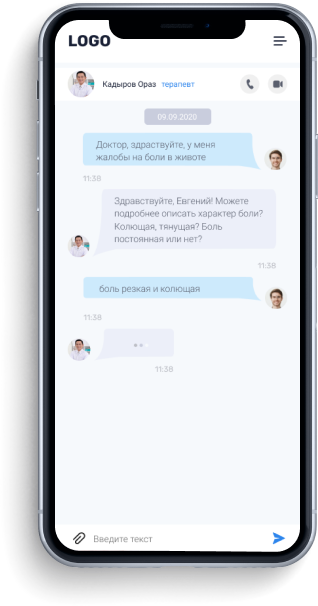 LOGO
Кадыров Ораз терапевт
09.09.2020
Доктор, здраствуйте, у меня
жалобы на боли в животе
11:38
Здравствуйте, Евгений! Можете
подробнее описать характер боли?
Колющая, тянущая? Боль
постоянная или нет?
11:38
боль резкая и колющая
11:38
11:38
Введите текст